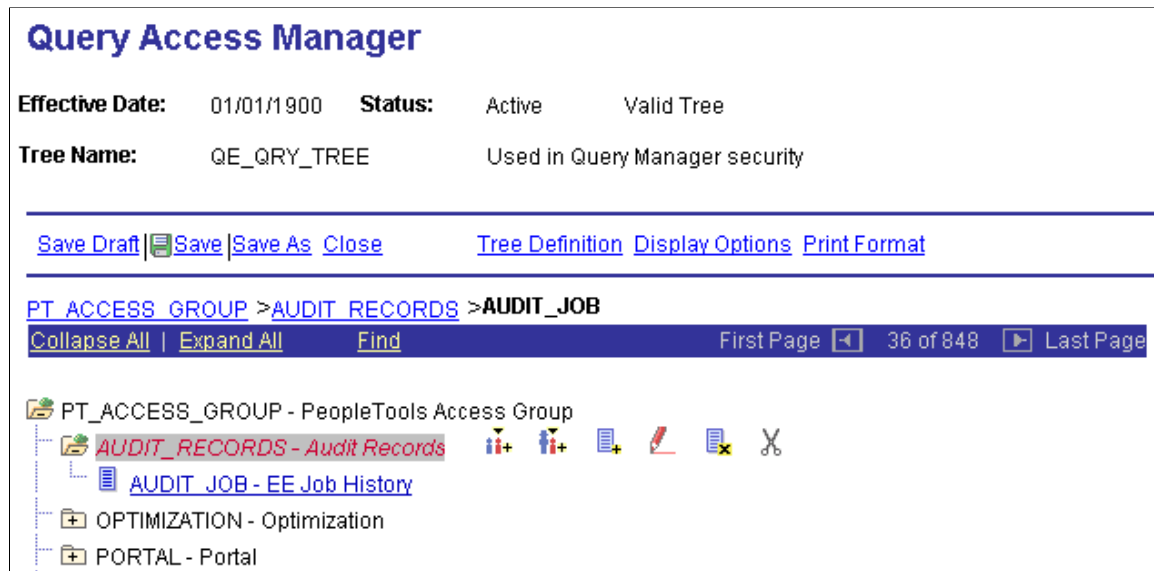 Query Access Manager
Effective Date: 01/01/1900 Status: Active Valid Tree
Tree Name: QE_QRY_TREE Used in Query Manager security
Save Draft | Save | Save As Close Tree Definition Display Options Print Format
PT_ACCESS_GROUP > AUDIT_RECORDS > AUDIT_JOB
Collapse All | Expand All Find First Page 36 of 848 Last Page
PT_ACCESS_GROUP - PeopleTools Access Group
AUDIT_RECORDS - Audit Records
AUDIT_JOB - EE Job History
OPTIMIZATION - Optimization
PORTAL - Portal